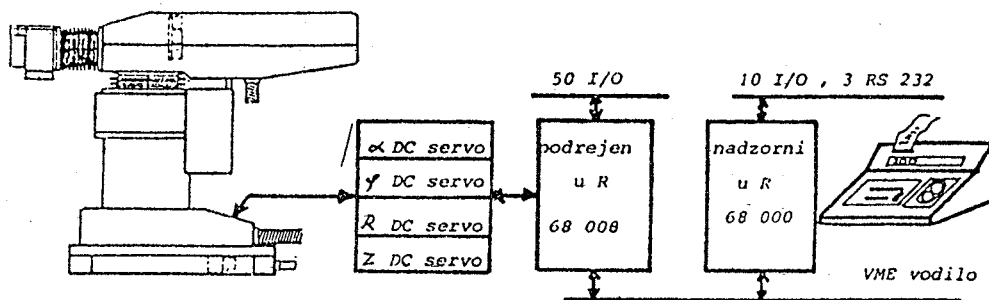 50 I/O
10 I/O , 3 RS 232
α DC servo
φ DC servo
R DC servo
Z DC servo
podrejen
u R
68 000
nadzorni
u R
68 000
VME vodilo